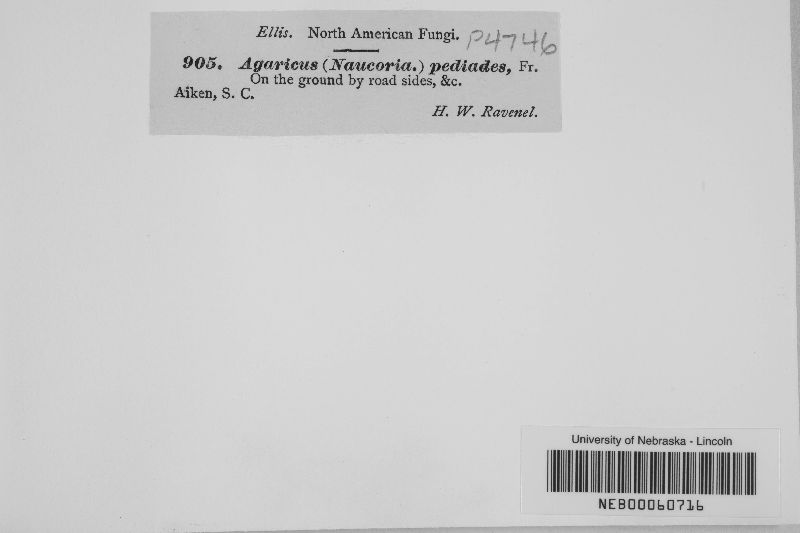 Ellis. North American Fungi. P4746
905. Agaricus (Naucoria.) pediades, Fr.
On the ground by road sides, &c.
Aiken, S. C.
H. W. Ravenel.
University of Nebraska - Lincoln
NEB00060716